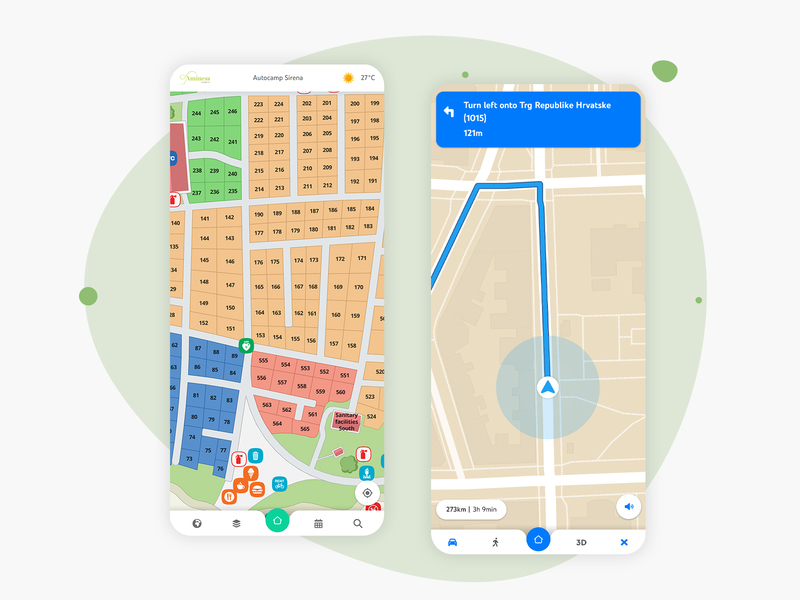 Aminess
Autocamp Sirena
27°C
223 224 202 201 200 199
244 245 246
222 221 203 204 197 198
219 220 206 205 196 195
243 242 241
218 217 207 208 193 194
238 239 240
215 216 210 209
214 213 211 212 192 191
237 236 235
190 189 188 187 186 185 184
141 142
177 178 179 180 181 182 183
135
144 143
176 175 174 173 172 171
145 146
165 166 167 168 169 170
148 147
149 150
164 163 162 161 160 159
152 151
153 154 155 156 157 158
62 87 88 89
86 85 84
555 554 553 552 551
556 557 558 559 560
81 82 83
563 562 561
80 79 78
564 565
523
524
74 75 77
73 76
Sanitary
facilities
South
RENT
Turn left onto Trg Republike Hrvatske
(1015)
121m
273km | 3h 9min
3D